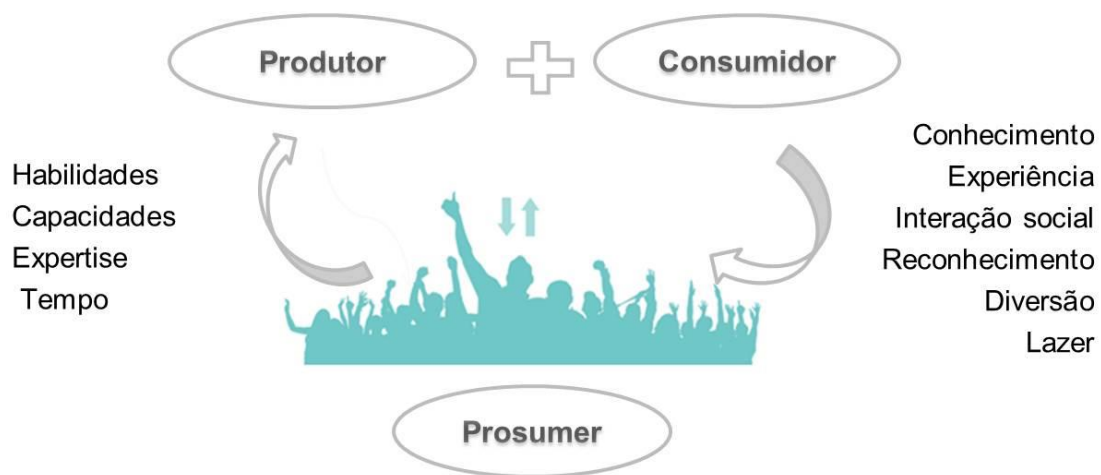 Produtor
Consumidor
Habilidades
Capacidades
Expertise
Tempo
Conhecimento
Experiência
Interação social
Reconhecimento
Diversão
Lazer
Prosumer